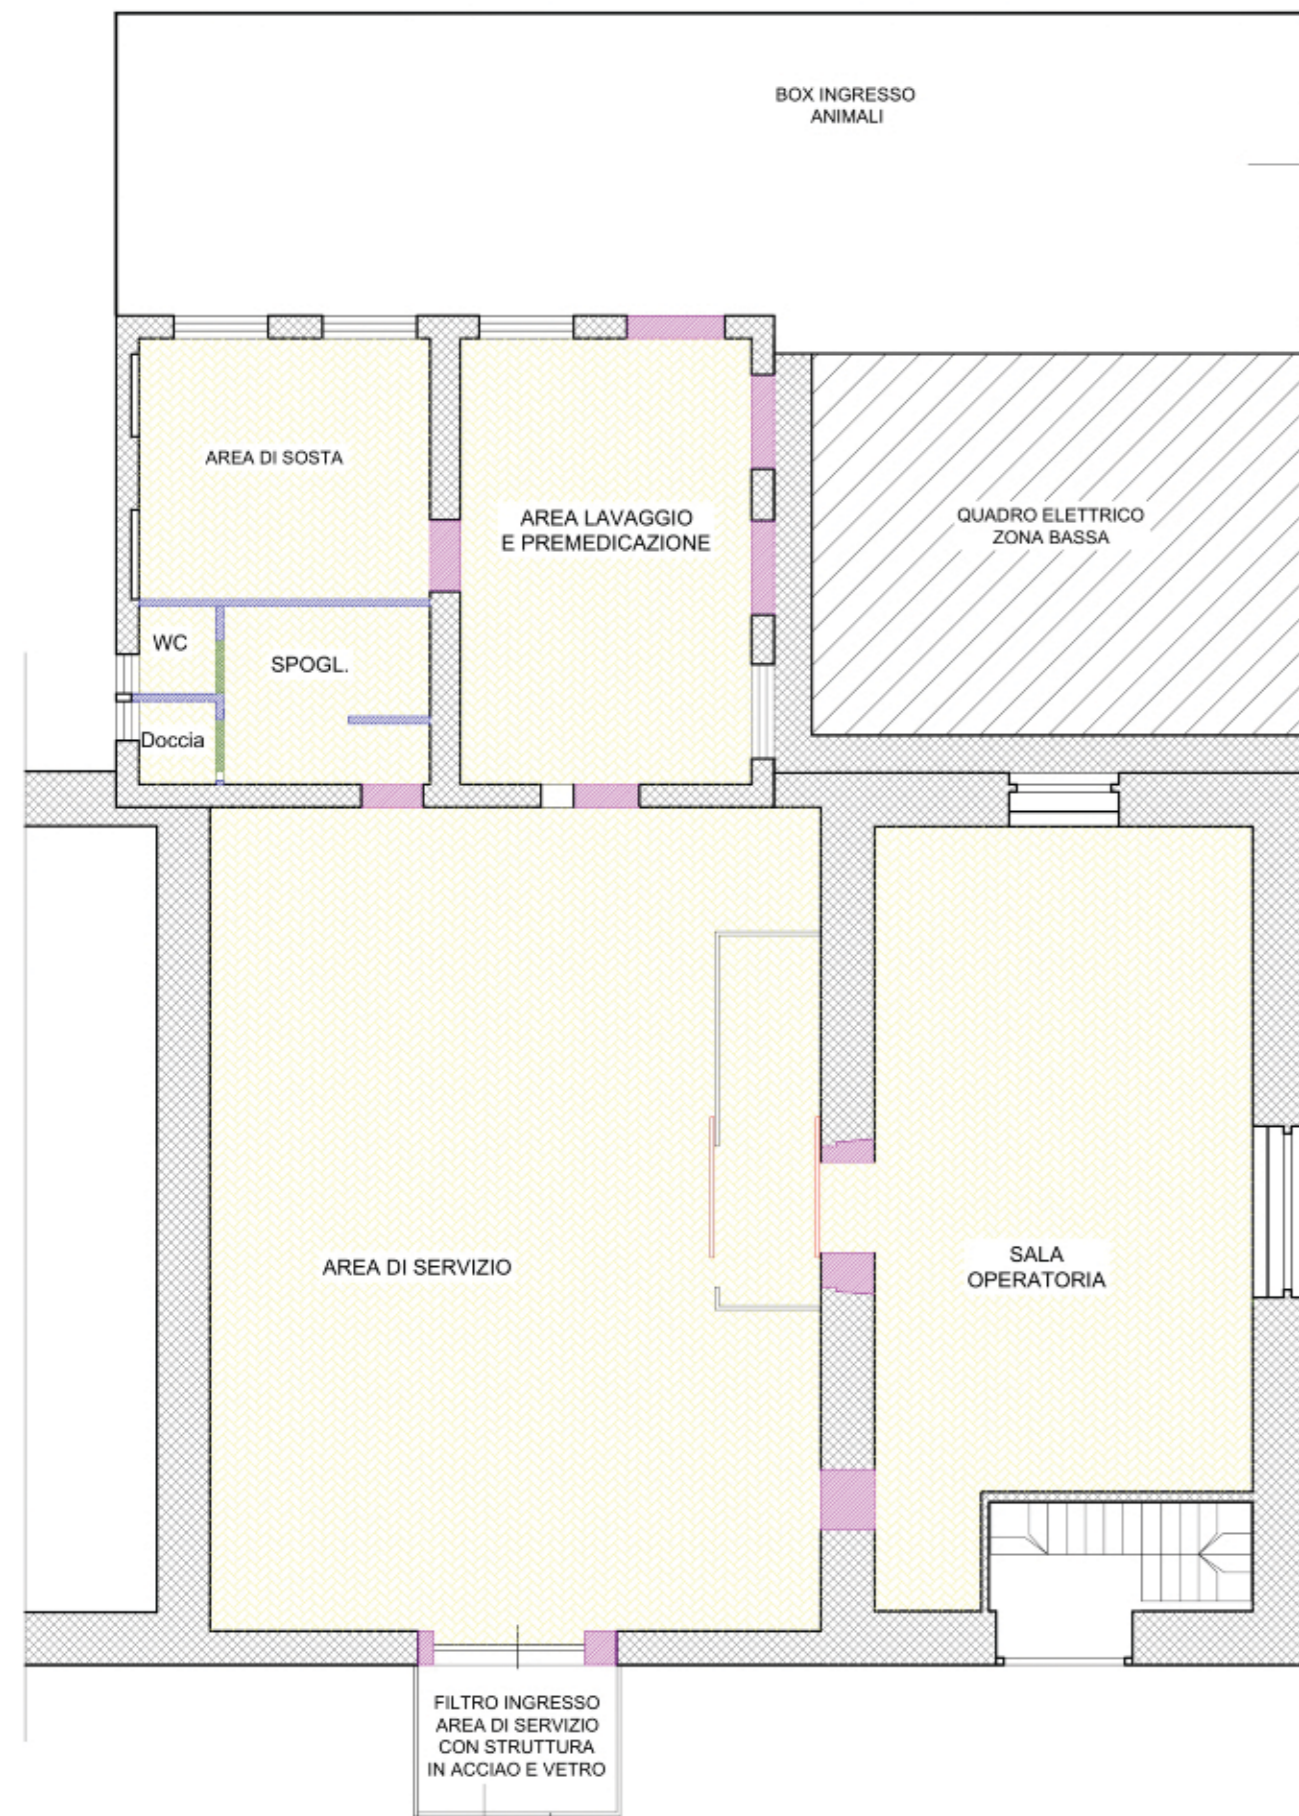 BOX INGRESSO
ANIMALI
AREA DI SOSTA
AREA LAVAGGIO
E PREMEDICAZIONE
QUADRO ELETTRICO
ZONA BASSA
WC
SPOGL.
Doccia
AREA DI SERVIZIO
SALA
OPERATORIA
FILTRO INGRESSO
AREA DI SERVIZIO
CON STRUTTURA
IN ACCIAO E VETRO